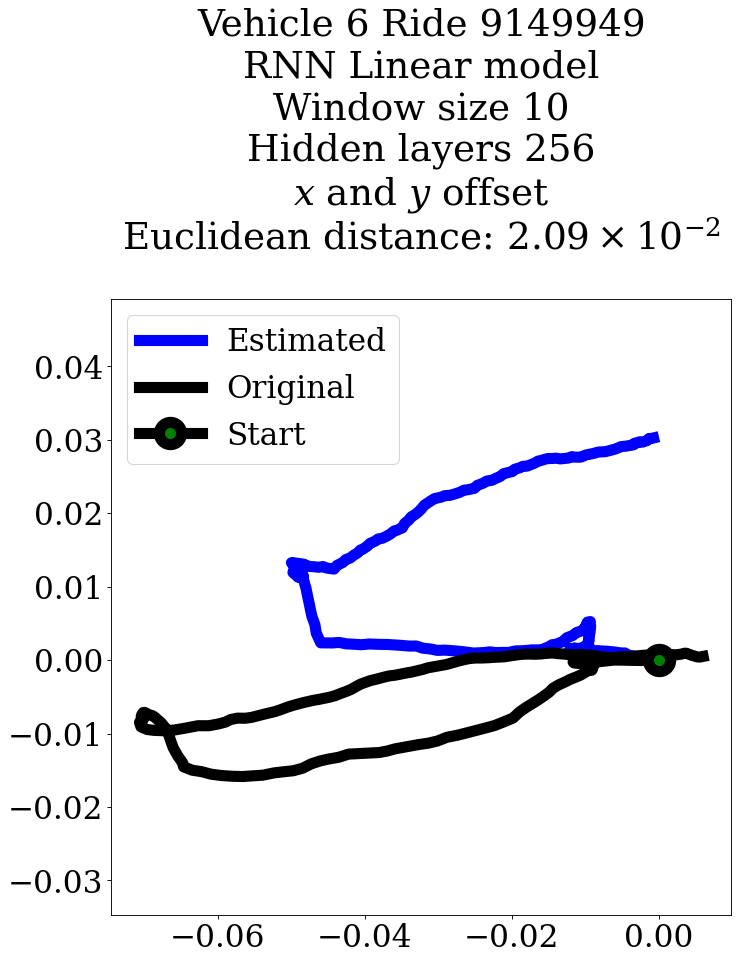 Vehicle 6 Ride 9149949
RNN Linear model
Window size 10
Hidden layers 256
x and y offset
Euclidean distance: 2.09 × 10⁻²
Estimated
Original
Start
0.04
0.03
0.02
0.01
0.00
−0.01
−0.02
−0.03
−0.06 −0.04 −0.02 0.00